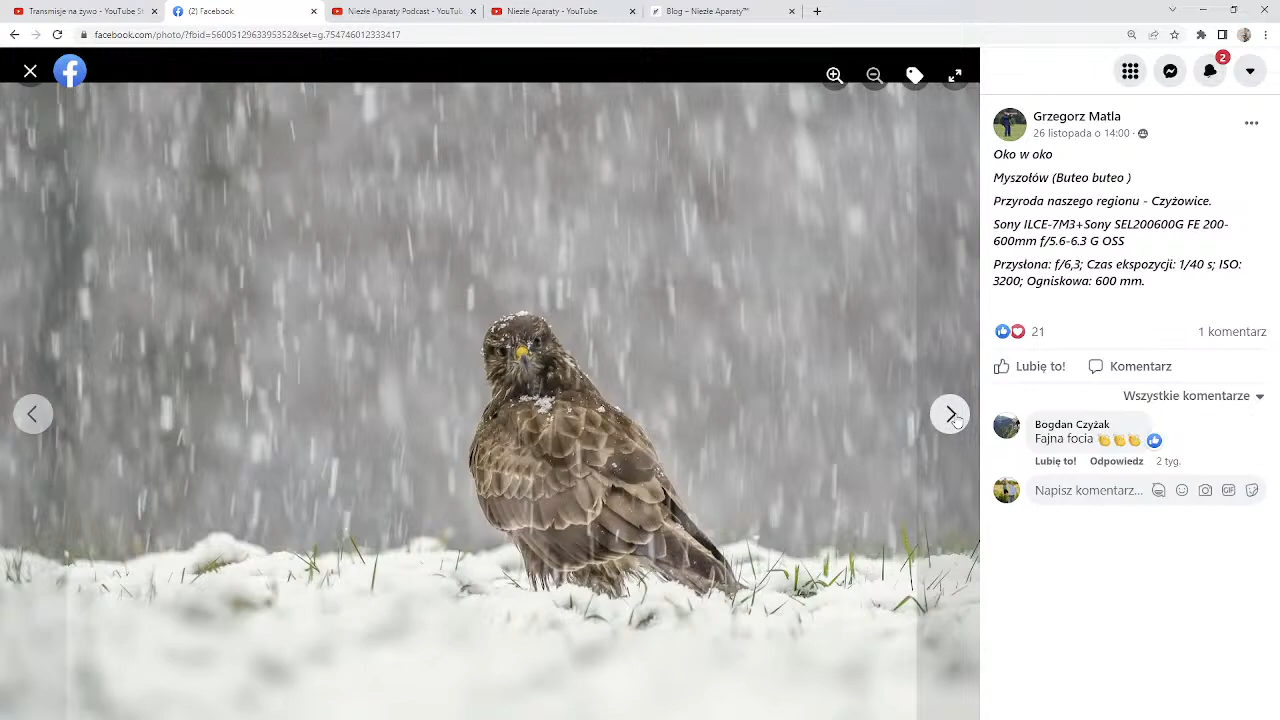 Transmisje na żywo - YouTube St
(2) Facebook
Niezłe Aparaty Podcast - YouTub
Niezłe Aparaty - YouTube
Blog – Niezłe Aparaty™
facebook.com/photo/?fbid=5600512963395352&set=g.754746012333417
2
Grzegorz Matla
26 listopada o 14:00 ·
Oko w oko
Myszołów (Buteo buteo )
Przyroda naszego regionu - Czyżowice.
Sony ILCE-7M3+Sony SEL200600G FE 200-
600mm f/5.6-6.3 G OSS
Przysłona: f/6,3; Czas ekspozycji: 1/40 s; ISO:
3200; Ogniskowa: 600 mm.
21
1 komentarz
Lubię to!
Komentarz
Wszystkie komentarze
Bogdan Czyżak
Fajna focia 👏👏👏
Lubię to! Odpowiedz 2 tyg.
Napisz komentarz...
GIF